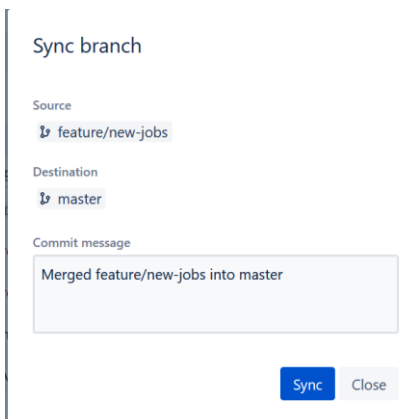 Sync branch
Source
feature/new-jobs
Destination
master
Commit message
Merged feature/new-jobs into master
Sync Close